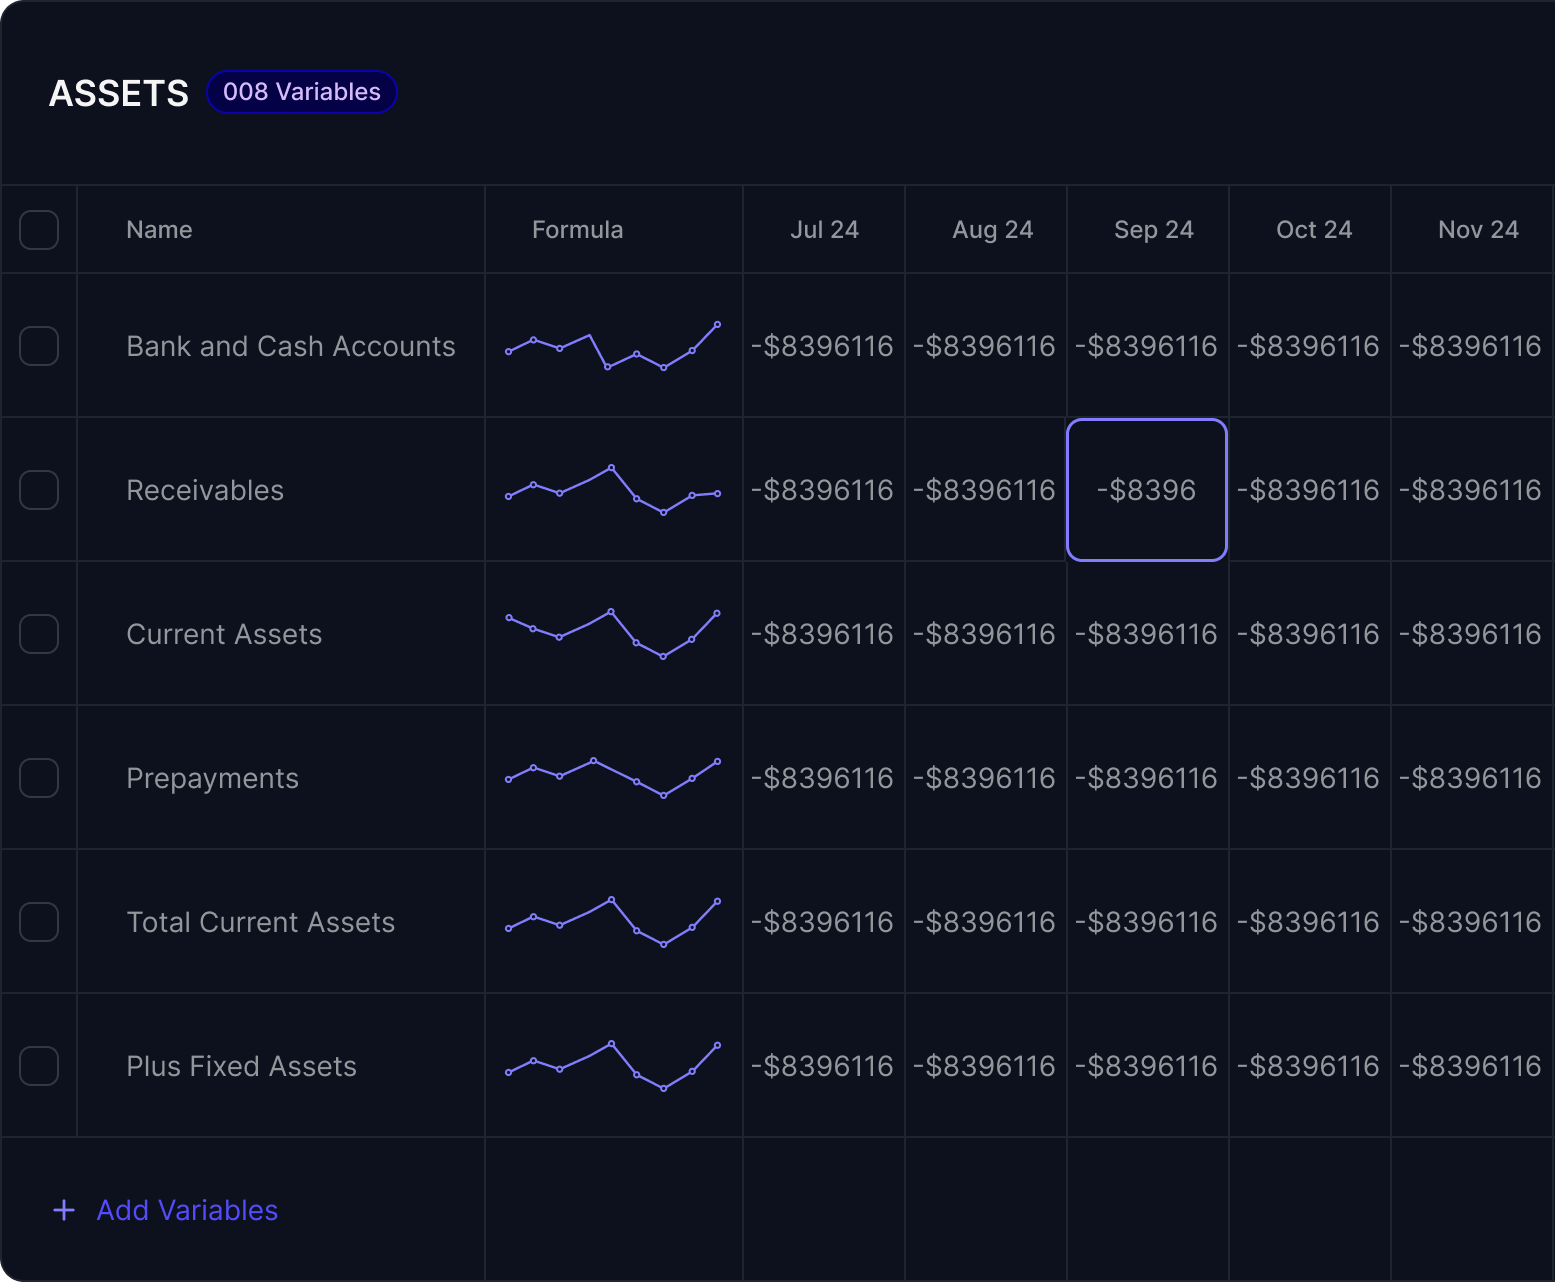 ASSETS 008 Variables
Name Formula Jul 24 Aug 24 Sep 24 Oct 24 Nov 24
Bank and Cash Accounts -$8396116 -$8396116 -$8396116 -$8396116 -$8396116
Receivables -$8396116 -$8396116 -$8396 -$8396116 -$8396116
Current Assets -$8396116 -$8396116 -$8396116 -$8396116 -$8396116
Prepayments -$8396116 -$8396116 -$8396116 -$8396116 -$8396116
Total Current Assets -$8396116 -$8396116 -$8396116 -$8396116 -$8396116
Plus Fixed Assets -$8396116 -$8396116 -$8396116 -$8396116 -$8396116
+ Add Variables